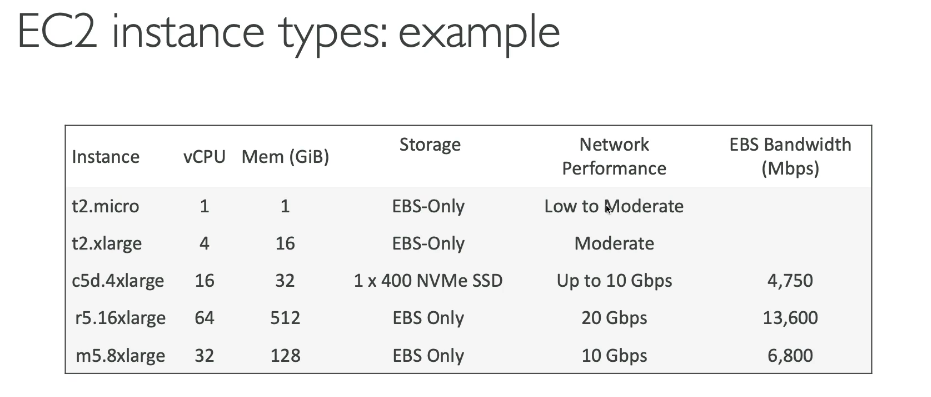 EC2 instance types: example
Instance vCPU Mem (GiB) Storage Network Performance EBS Bandwidth (Mbps)
t2.micro 1 1 EBS-Only Low to Moderate
t2.xlarge 4 16 EBS-Only Moderate
c5d.4xlarge 16 32 1 x 400 NVMe SSD Up to 10 Gbps 4,750
r5.16xlarge 64 512 EBS Only 20 Gbps 13,600
m5.8xlarge 32 128 EBS Only 10 Gbps 6,800